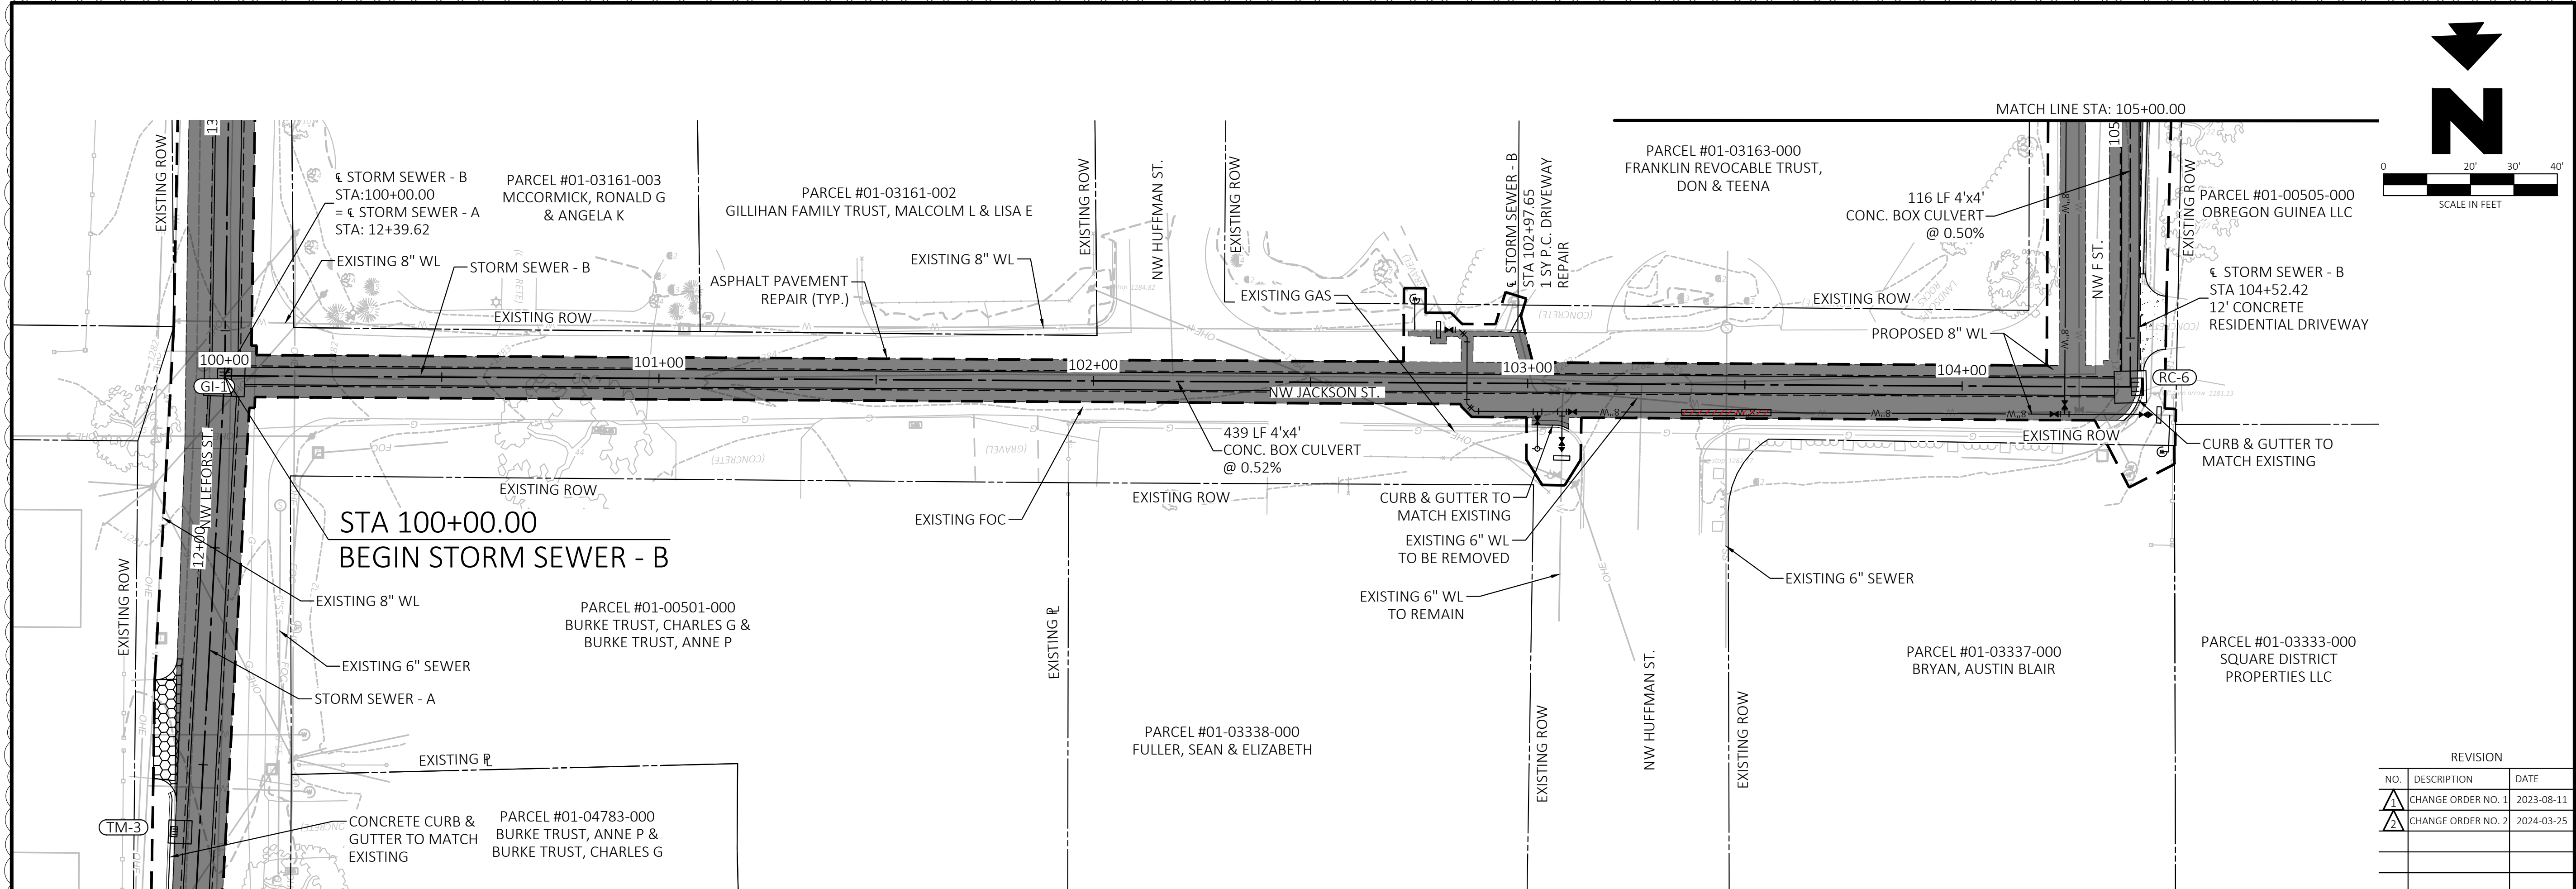 MATCH LINE STA: 105+00.00
N
0 20' 30' 40'
SCALE IN FEET
EXISTING ROW
13
℄ STORM SEWER - B
STA:100+00.00
= ℄ STORM SEWER - A
STA: 12+39.62
PARCEL #01-03161-003
MCCORMICK, RONALD G
& ANGELA K
PARCEL #01-03161-002
GILLIHAN FAMILY TRUST, MALCOLM L & LISA E
EXISTING ROW
NW HUFFMAN ST.
EXISTING ROW
℄ STORM SEWER - B
STA 102+97.65
1 SY P.C. DRIVEWAY
REPAIR
PARCEL #01-03163-000
FRANKLIN REVOCABLE TRUST,
DON & TEENA
116 LF 4'x4'
CONC. BOX CULVERT
@ 0.50%
105
NW F ST.
EXISTING ROW
PARCEL #01-00505-000
OBREGON GUINEA LLC
EXISTING 8" WL
STORM SEWER - B
ASPHALT PAVEMENT
REPAIR (TYP.)
EXISTING 8" WL
EXISTING GAS
EXISTING ROW
EXISTING ROW
PROPOSED 8" WL
℄ STORM SEWER - B
STA 104+52.42
12' CONCRETE
RESIDENTIAL DRIVEWAY
100+00
101+00
102+00
103+00
104+00
GI-1
RC-6
NW JACKSON ST.
NW LEFORS ST.
12+00
439 LF 4'x4'
CONC. BOX CULVERT
@ 0.52%
(CONCRETE)
(GRAVEL)
EXISTING ROW
CURB & GUTTER TO
MATCH EXISTING
EXISTING ROW
EXISTING ROW
EXISTING FOC
CURB & GUTTER TO
MATCH EXISTING
EXISTING 6" WL
TO BE REMOVED
STA 100+00.00
BEGIN STORM SEWER - B
EXISTING ROW
EXISTING 8" WL
PARCEL #01-00501-000
BURKE TRUST, CHARLES G &
BURKE TRUST, ANNE P
EXISTING ℙL
EXISTING 6" WL
TO REMAIN
EXISTING 6" SEWER
EXISTING 6" SEWER
STORM SEWER - A
PARCEL #01-03337-000
BRYAN, AUSTIN BLAIR
PARCEL #01-03333-000
SQUARE DISTRICT
PROPERTIES LLC
PARCEL #01-03338-000
FULLER, SEAN & ELIZABETH
EXISTING ROW
NW HUFFMAN ST.
EXISTING ROW
EXISTING ℙL
TM-3
CONCRETE CURB &
GUTTER TO MATCH
EXISTING
PARCEL #01-04783-000
BURKE TRUST, ANNE P &
BURKE TRUST, CHARLES G
REVISION
NO. DESCRIPTION DATE
1 CHANGE ORDER NO. 1 2023-08-11
2 CHANGE ORDER NO. 2 2024-03-25